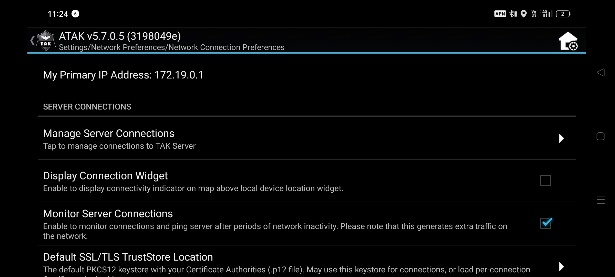 11:24
ATAK v5.7.0.5 (3198049e)
Settings/Network Preferences/Network Connection Preferences
My Primary IP Address: 172.19.0.1
SERVER CONNECTIONS
Manage Server Connections
Tap to manage connections to TAK Server
Display Connection Widget
Enable to display connectivity indicator on map above local device location widget.
Monitor Server Connections
Enable to monitor connections and ping server after periods of network inactivity. Please note that this generates extra traffic on
the network.
Default SSL/TLS TrustStore Location
The default PKCS12 keystore with your Certificate Authorities (.p12 file). May use this keystore for connections, or load per-connection